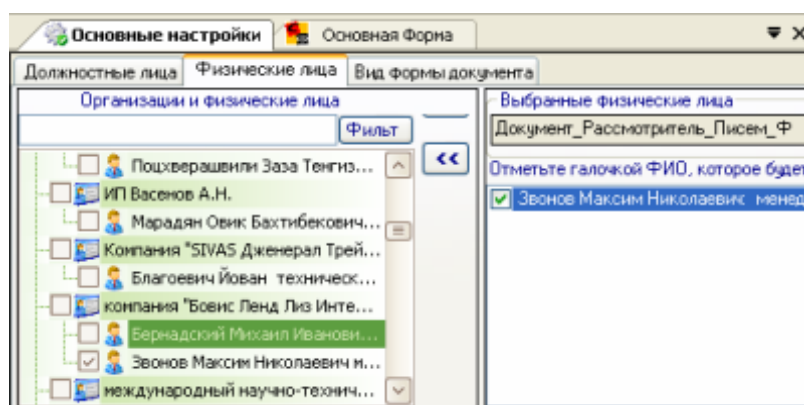 Основные настройки Основная Форма
Должностные лица Физические лица Вид формы документа
Организации и физические лица
Фильт
Поцхверашвили Заза Тенгиз...
ИП Васенов А.Н.
Марадян Овик Бахтибекович...
Компания "SIVAS Дженерал Трей...
Благоевич Йован техническ...
компания "Бовис Ленд Лиз Инте...
Бернадский Михаил Иванови...
Звонов Максим Николаевич м...
международный научно-технич...
<<
Выбранные физические лица
Документ_Рассмотритель_Писем_Ф
Отметьте галочкой ФИО, которое будет
Звонов Максим Николаевич менед